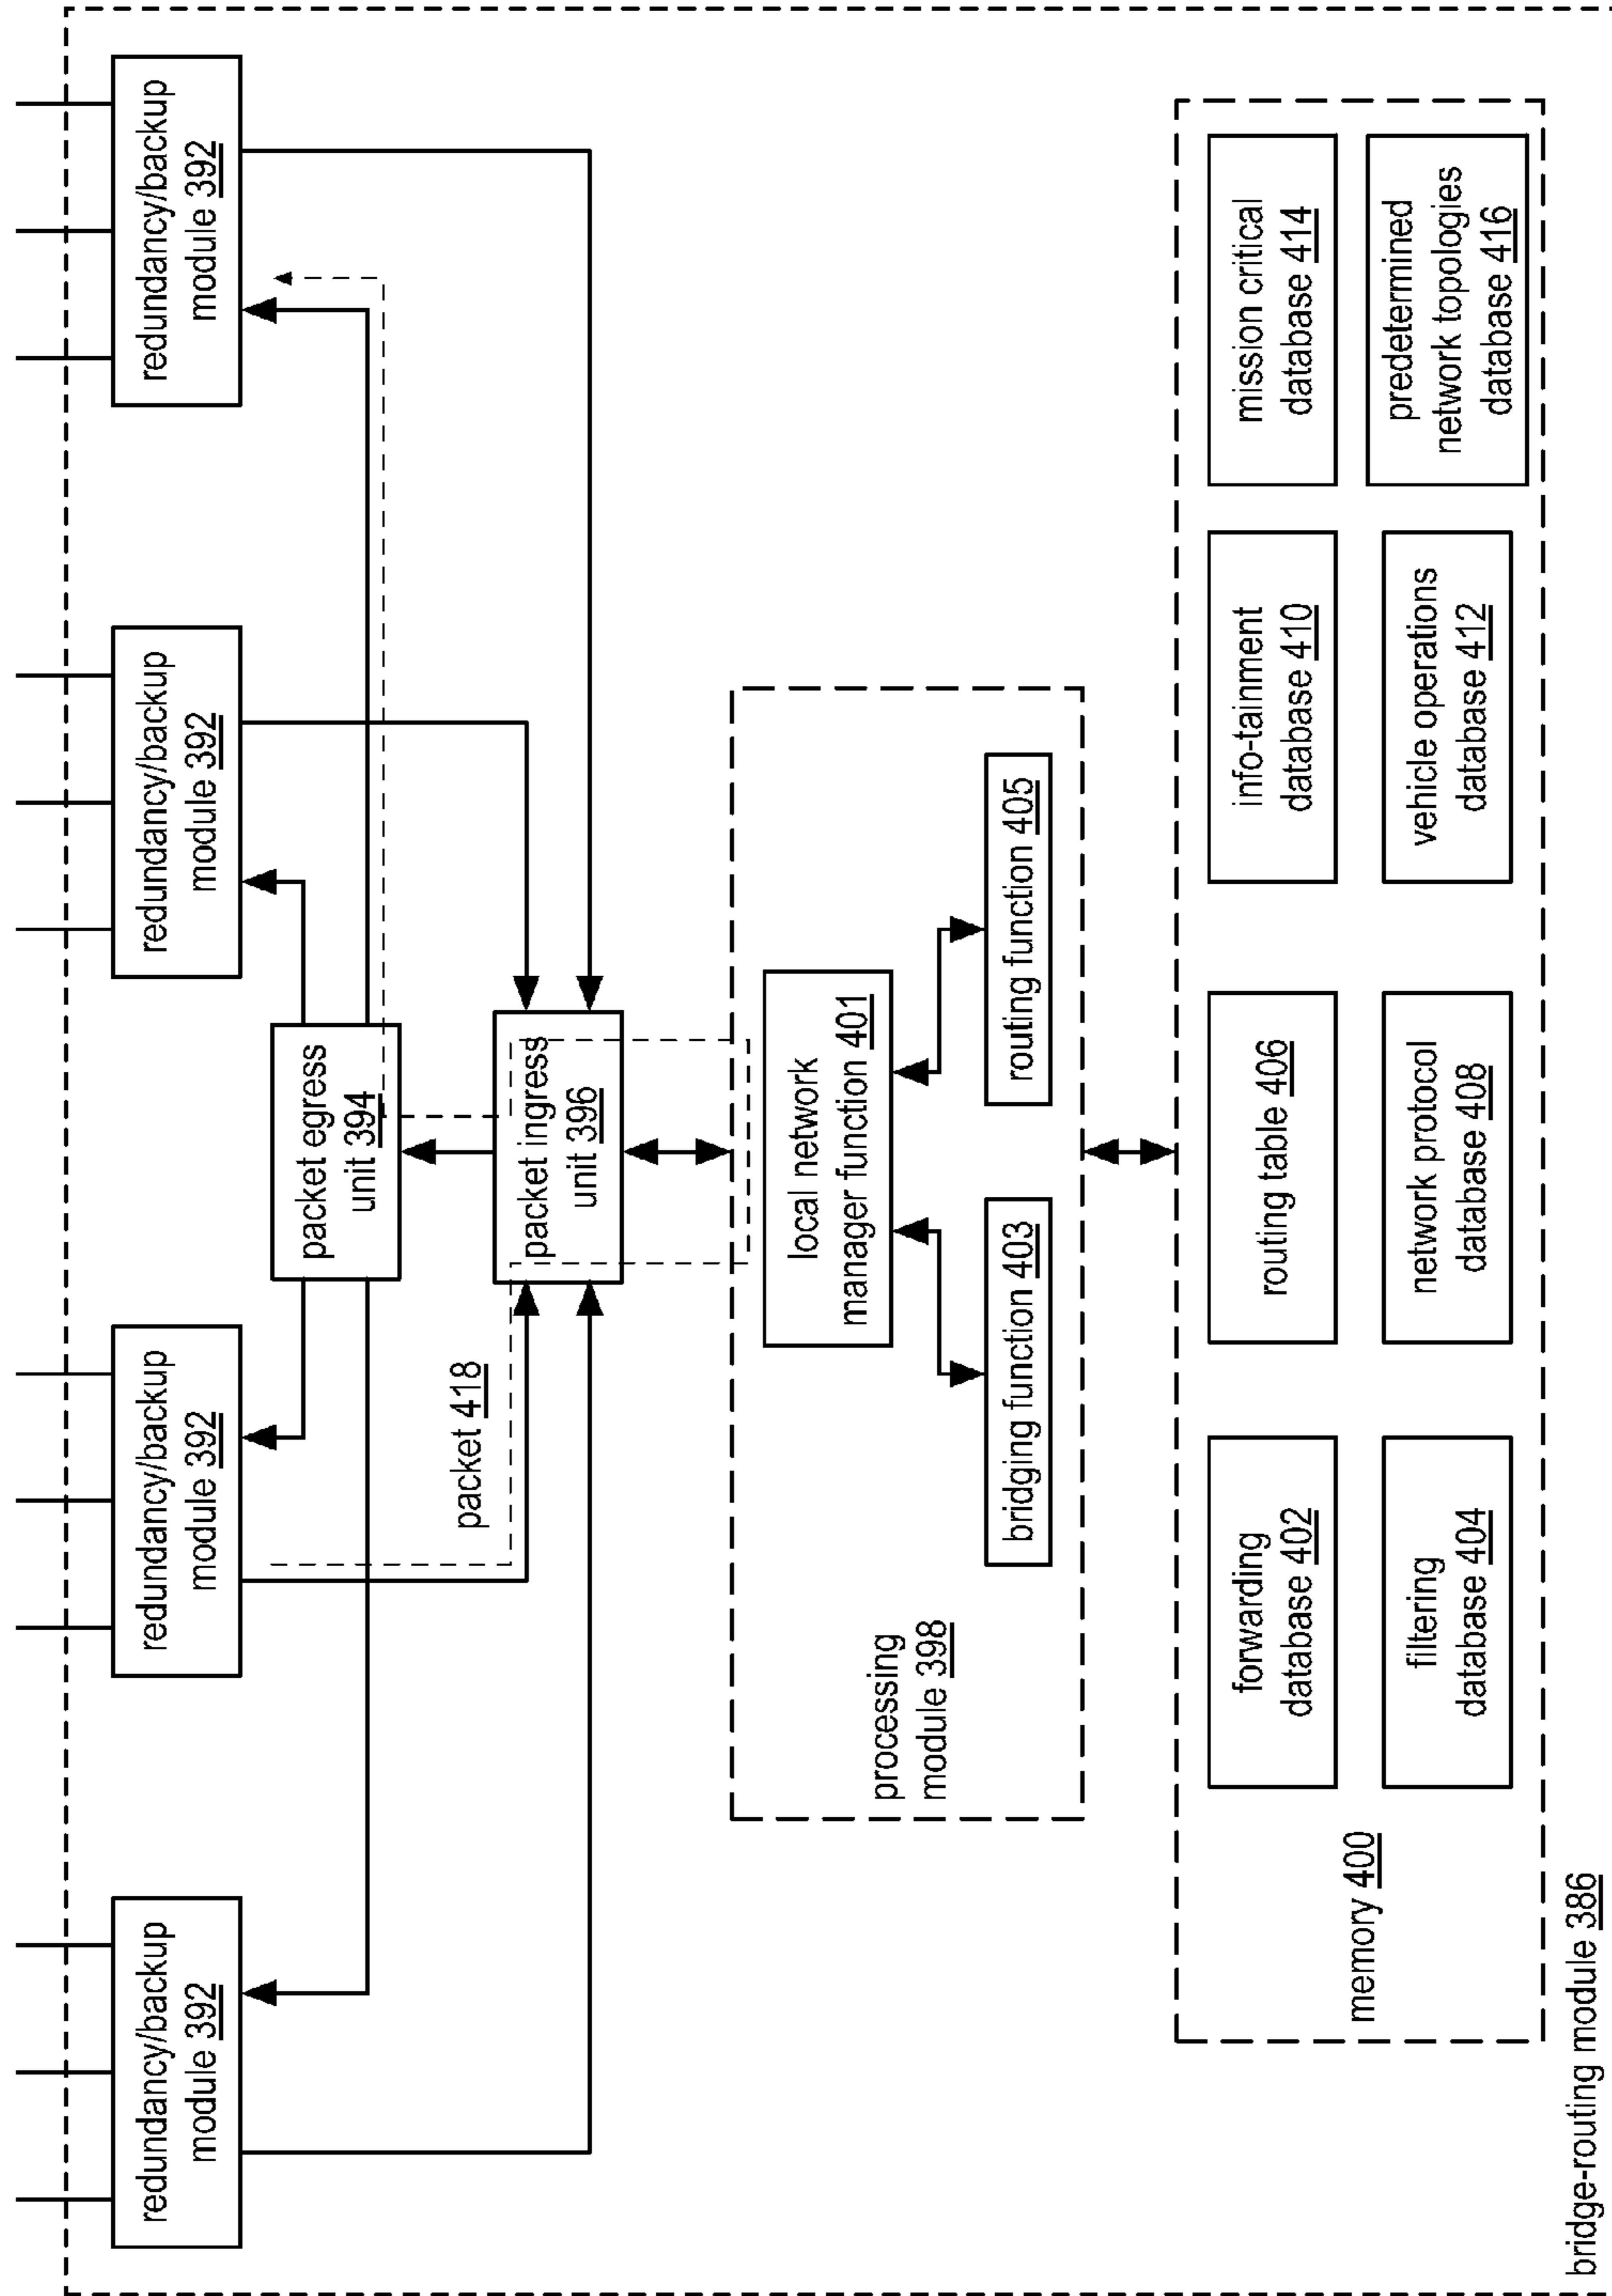 redundancy/backup
module 392
redundancy/backup
module 392
redundancy/backup
module 392
redundancy/backup
module 392
packet egress
unit 394
packet 418
packet ingress
unit 396
processing
module 398
local network
manager function 401
bridging function 403
routing function 405
memory 400
forwarding
database 402
routing table 406
info-tainment
database 410
mission critical
database 414
filtering
database 404
network protocol
database 408
vehicle operations
database 412
predetermined
network topologies
database 416
bridge-routing module 386